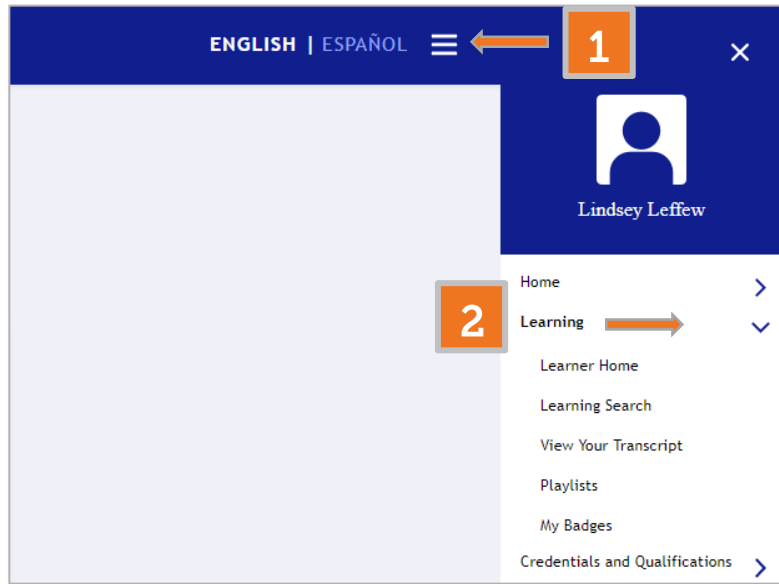 ENGLISH | ESPAÑOL
1
Lindsey Leffew
Home
2
Learning
Learner Home
Learning Search
View Your Transcript
Playlists
My Badges
Credentials and Qualifications